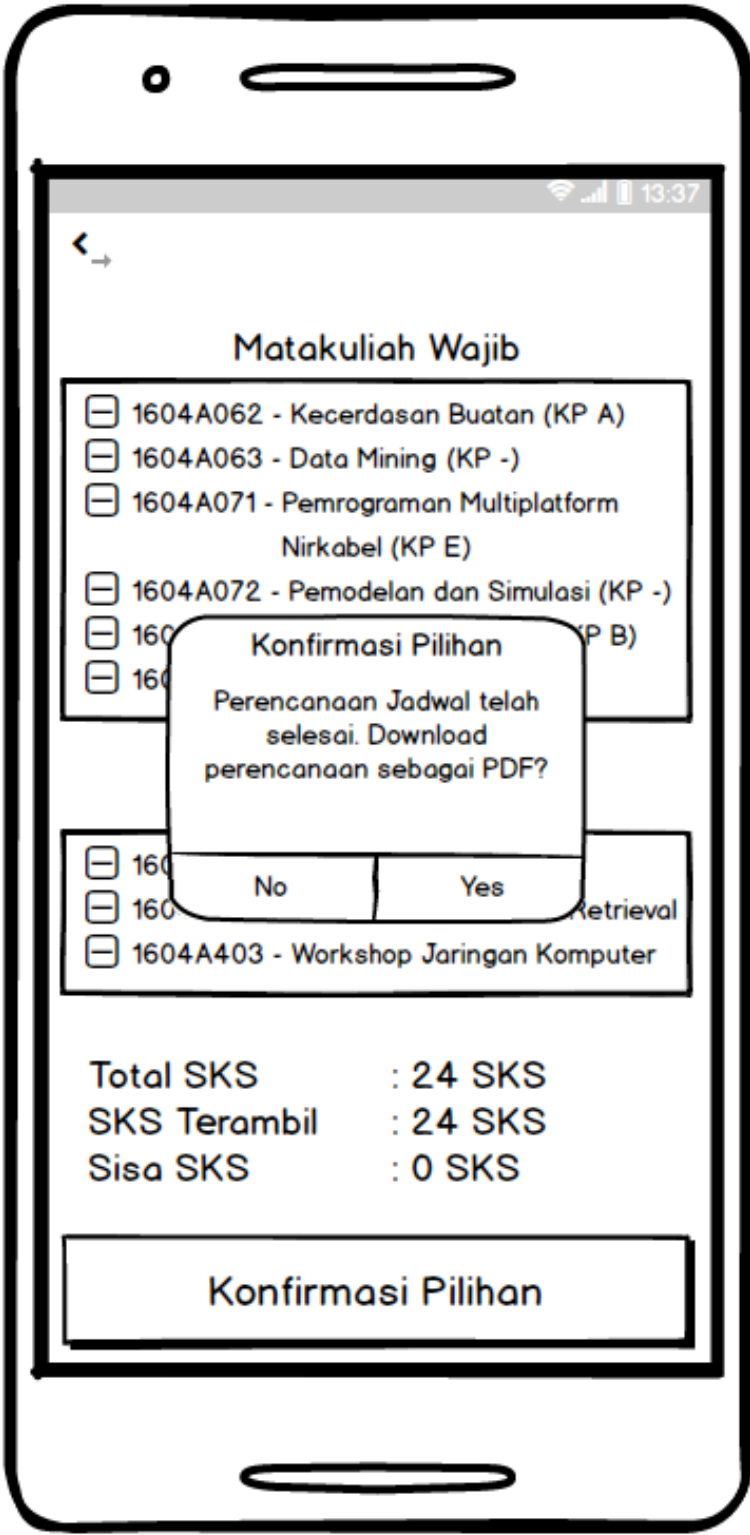 13:37
Matakuliah Wajib
1604A062 - Kecerdasan Buatan (KP A)
1604A063 - Data Mining (KP -)
1604A071 - Pemrograman Multiplatform
Nirkabel (KP E)
1604A072 - Pemodelan dan Simulasi (KP -)
B)
Konfirmasi Pilihan
Perencanaan Jadwal telah
selesai. Download
perencanaan sebagai PDF?
No
Yes
Retrieval
1604A403 - Workshop Jaringan Komputer
Total SKS : 24 SKS
SKS Terambil : 24 SKS
Sisa SKS : 0 SKS
Konfirmasi Pilihan